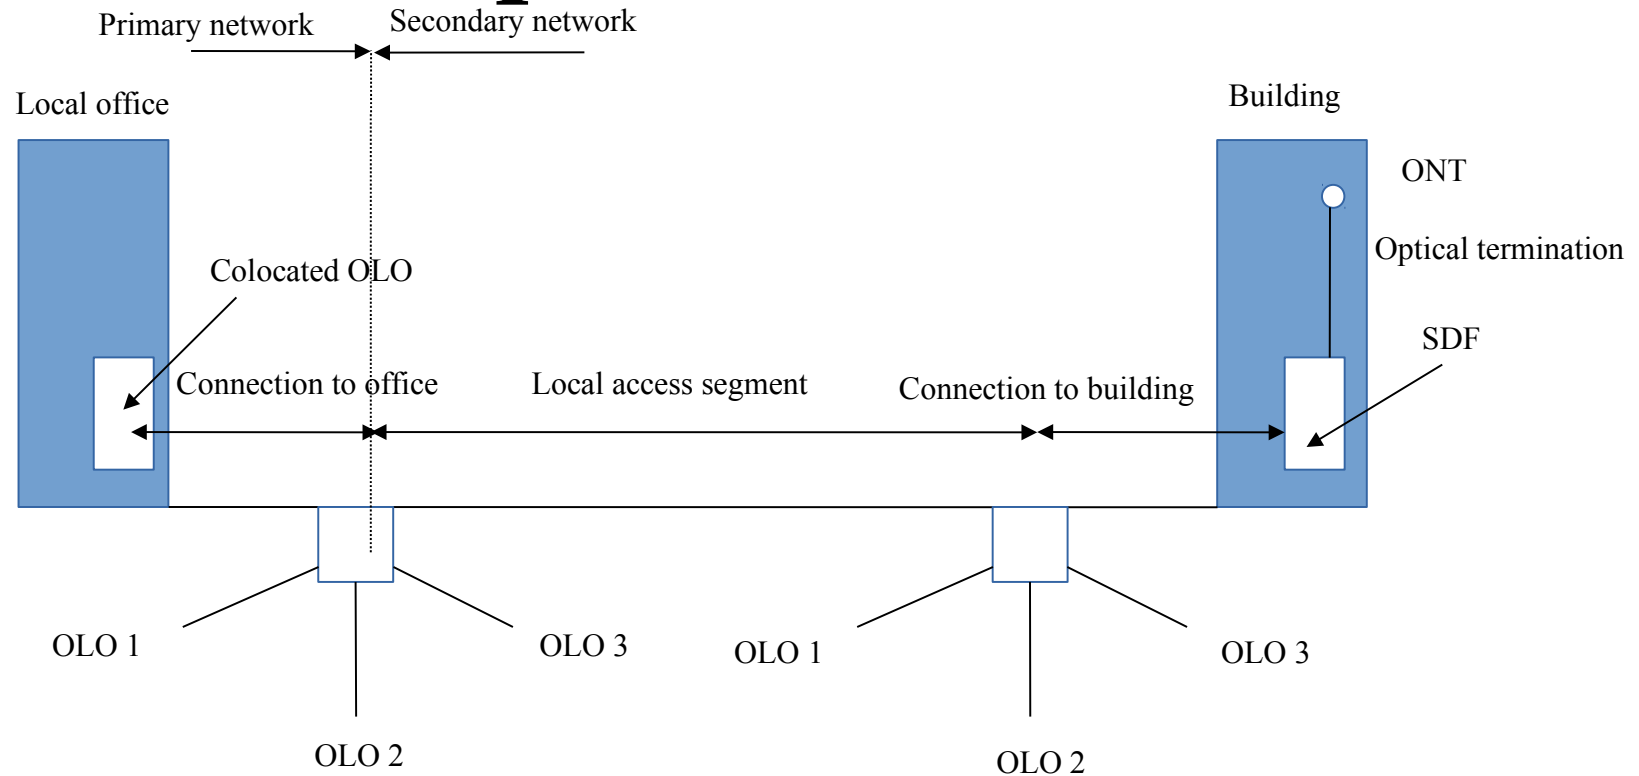 Primary network
Secondary network
Local office
Building
ONT
Optical termination
Colocated OLO
SDF
Connection to office
Local access segment
Connection to building
OLO 1
OLO 3
OLO 1
OLO 3
OLO 2
OLO 2